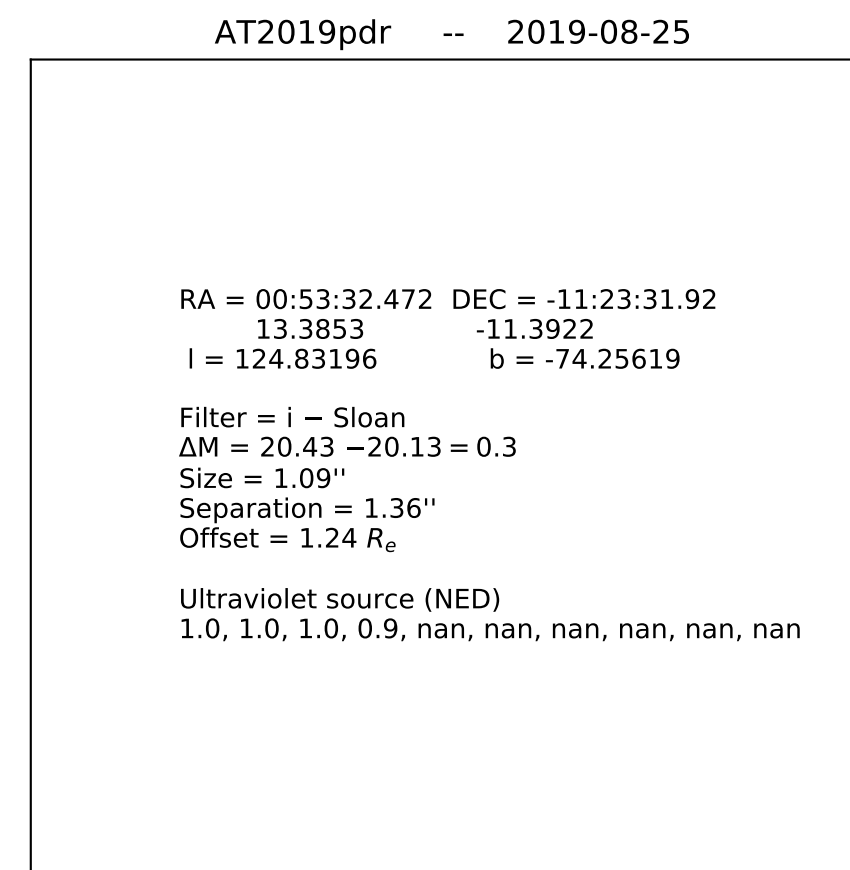 AT2019pdr -- 2019-08-25
RA = 00:53:32.472 DEC = -11:23:31.92
13.3853 -11.3922
l = 124.83196 b = -74.25619
Filter = i − Sloan
ΔM = 20.43 −20.13 = 0.3
Size = 1.09''
Separation = 1.36''
Offset = 1.24 Rₑ
Ultraviolet source (NED)
1.0, 1.0, 1.0, 0.9, nan, nan, nan, nan, nan, nan